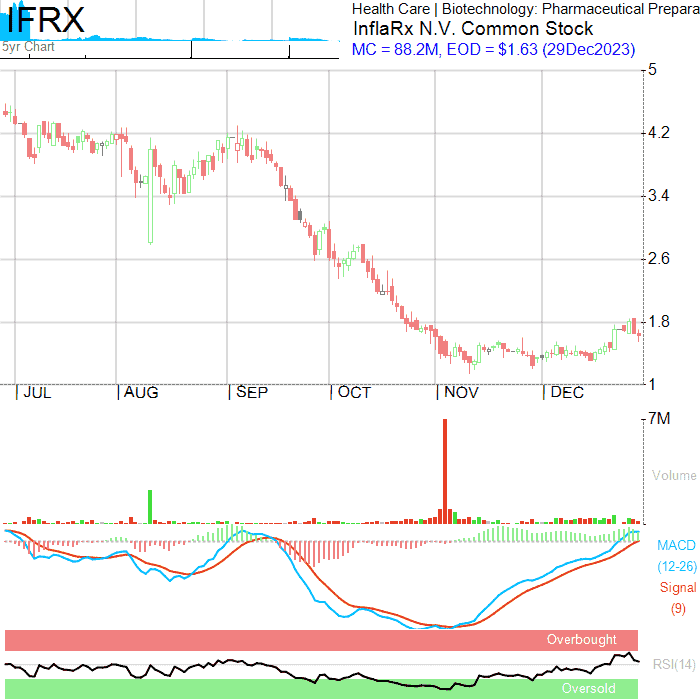 IFRX
5yr Chart
Health Care | Biotechnology: Pharmaceutical Prepara
InflaRx N.V. Common Stock
MC = 88.2M, EOD = $1.63 (29Dec2023)
5
4.2
3.4
2.6
1.8
1
JUL AUG SEP OCT NOV DEC
7M
Volume
MACD
(12-26)
Signal
(9)
Overbought
RSI(14)
Oversold